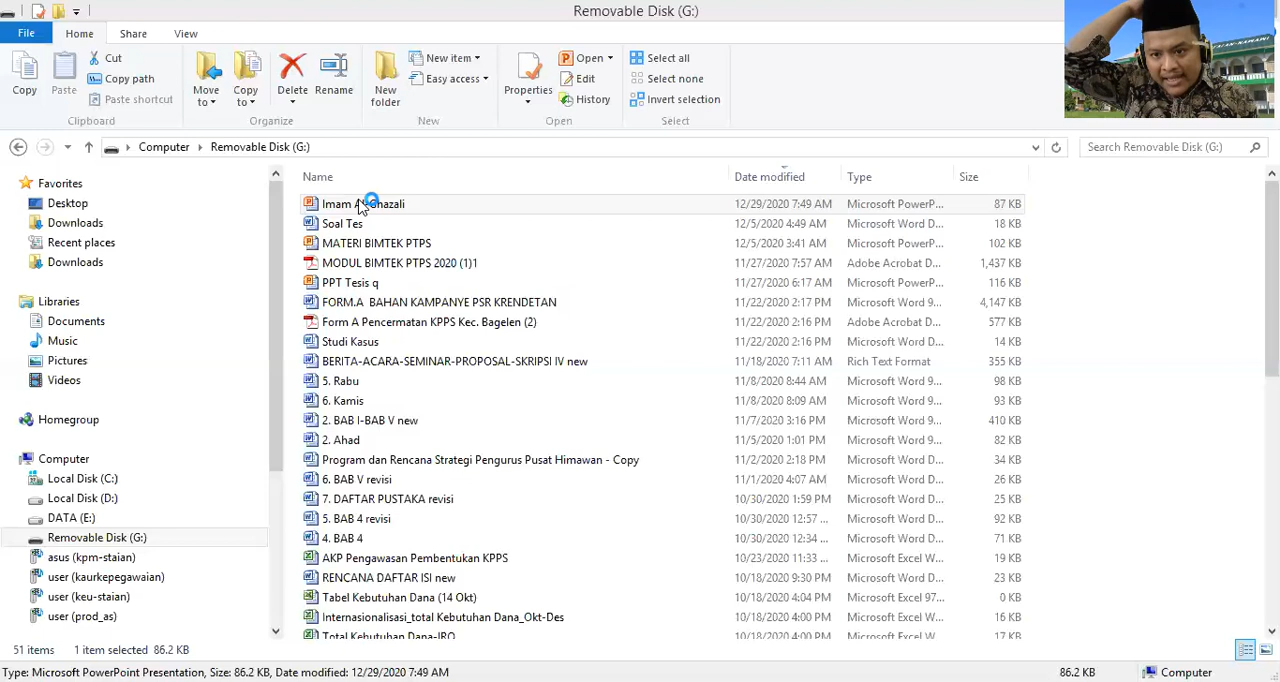 Removable Disk (G:)
File Home Share View
Copy
Paste
Cut
Copy path
Paste shortcut
Clipboard
Move to
Copy to
Delete
Rename
Organize
New folder
New item
Easy access
New
Properties
Open
Edit
History
Open
Select all
Select none
Invert selection
Select
Computer Removable Disk (G:)
Search Removable Disk (G:)
Favorites
Desktop
Downloads
Recent places
Downloads
Libraries
Documents
Music
Pictures
Videos
Homegroup
Computer
Local Disk (C:)
Local Disk (D:)
DATA (E:)
Removable Disk (G:)
asus (kpm-staian)
user (kaurkepegawaian)
user (keu-staian)
user (prod_as)
Name Date modified Type Size
Imam Ghazali 12/29/2020 7:49 AM Microsoft PowerP... 87 KB
Soal Tes 12/5/2020 4:49 AM Microsoft Word D... 18 KB
MATERI BIMTEK PTPS 12/5/2020 3:41 AM Microsoft PowerP... 102 KB
MODUL BIMTEK PTPS 2020 (1)1 11/27/2020 7:57 AM Adobe Acrobat D... 1,437 KB
PPT Tesis q 11/27/2020 6:17 AM Microsoft PowerP... 116 KB
FORM.A BAHAN KAMPANYE PSR KRENDETAN 11/22/2020 2:17 PM Microsoft Word 9... 4,147 KB
Form A Pencermatan KPPS Kec. Bagelen (2) 11/22/2020 2:16 PM Adobe Acrobat D... 577 KB
Studi Kasus 11/22/2020 2:16 PM Microsoft Word D... 14 KB
BERITA-ACARA-SEMINAR-PROPOSAL-SKRIPSI IV new 11/18/2020 7:11 AM Rich Text Format 355 KB
5. Rabu 11/8/2020 8:44 AM Microsoft Word 9... 98 KB
6. Kamis 11/8/2020 8:09 AM Microsoft Word 9... 93 KB
2. BAB I-BAB V new 11/7/2020 3:16 PM Microsoft Word 9... 410 KB
2. Ahad 11/5/2020 1:01 PM Microsoft Word 9... 82 KB
Program dan Rencana Strategi Pengurus Pusat Himawan - Copy 11/2/2020 2:18 PM Microsoft Word D... 34 KB
6. BAB V revisi 11/1/2020 4:07 AM Microsoft Word D... 26 KB
7. DAFTAR PUSTAKA revisi 10/30/2020 1:59 PM Microsoft Word D... 25 KB
5. BAB 4 revisi 10/30/2020 12:57 ... Microsoft Word D... 92 KB
4. BAB 4 10/30/2020 12:34 ... Microsoft Word D... 71 KB
AKP Pengawasan Pembentukan KPPS 10/23/2020 11:33 ... Microsoft Excel W... 19 KB
RENCANA DAFTAR ISI new 10/18/2020 9:30 PM Microsoft Word D... 23 KB
Tabel Kebutuhan Dana (14 Okt) 10/18/2020 4:04 PM Microsoft Excel 97... 0 KB
Internasionalisasi_total Kebutuhan Dana_Okt-Des 10/18/2020 4:00 PM Microsoft Excel W... 16 KB
Total Kebutuhan Dana-IRO 10/18/2020 4:00 PM Microsoft Excel W... 17 KB
51 items 1 item selected 86.2 KB
Type: Microsoft PowerPoint Presentation, Size: 86.2 KB, Date modified: 12/29/2020 7:49 AM 86.2 KB Computer